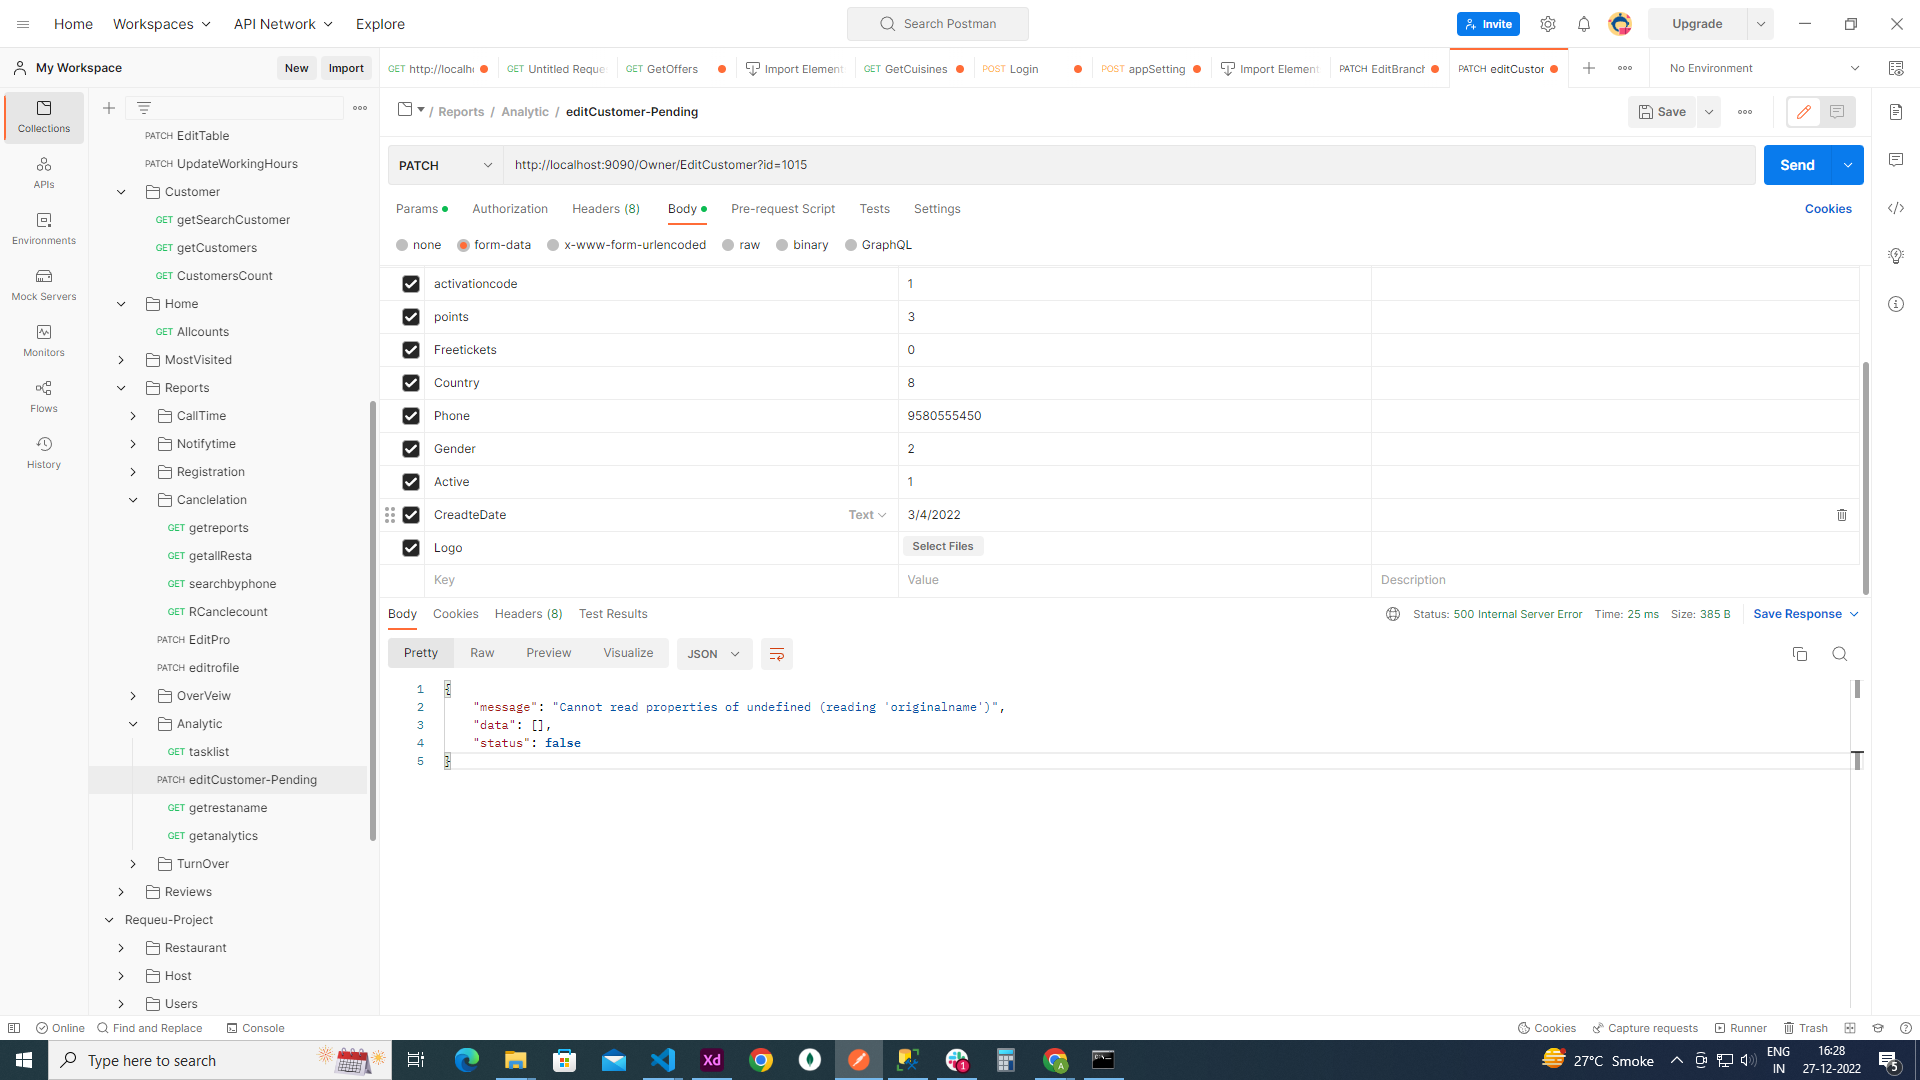 Home Workspaces API Network Explore Search Postman Invite Upgrade
My Workspace New Import GET http://localh GET Untitled Reque GET GetOffers Import Element GET GetCuisines POST Login POST appSetting Import Element PATCH EditBranch PATCH editCustor No Environment
/ Reports / Analytic / editCustomer-Pending Save
Collections
APIs
Environments
Mock Servers
Monitors
Flows
History
PATCH EditTable
PATCH UpdateWorkingHours
Customer
GET getSearchCustomer
GET getCustomers
GET CustomersCount
Home
GET Allcounts
MostVisited
Reports
CallTime
Notifytime
Registration
Canclelation
GET getreports
GET getallResta
GET searchbyphone
GET RCanclecount
PATCH EditPro
PATCH editrofile
OverVeiw
Analytic
GET tasklist
PATCH editCustomer-Pending
GET getrestaname
GET getanalytics
TurnOver
Reviews
Requeu-Project
Restaurant
Host
Users
PATCH http://localhost:9090/Owner/EditCustomer?id=1015 Send
Params Authorization Headers (8) Body Pre-request Script Tests Settings Cookies
none form-data x-www-form-urlencoded raw binary GraphQL
activationcode 1
points 3
Freetickets 0
Country 8
Phone 9580555450
Gender 2
Active 1
CreadteDate Text 3/4/2022
Logo Select Files
Key Value Description
Body Cookies Headers (8) Test Results Status: 500 Internal Server Error Time: 25 ms Size: 385 B Save Response
Pretty Raw Preview Visualize JSON
1 {
2 "message": "Cannot read properties of undefined (reading 'originalname')",
3 "data": [],
4 "status": false
5 }
Online Find and Replace Console Cookies Capture requests Runner Trash
Type here to search Xd 1 A 27°C Smoke ENG 16:28
IN 27-12-2022 5